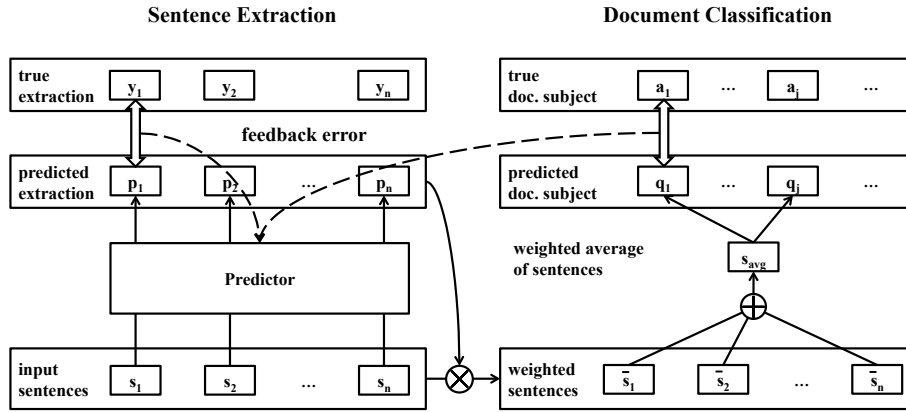 Sentence Extraction
Document Classification
true extraction
y1 y2 yn
true doc. subject
a1 ... aj ...
feedback error
predicted extraction
p1 p2 ... pn
predicted doc. subject
q1 ... qj ...
Predictor
weighted average of sentences
savg
input sentences
s1 s2 ... sn
weighted sentences
s̄1 s̄2 ... s̄n